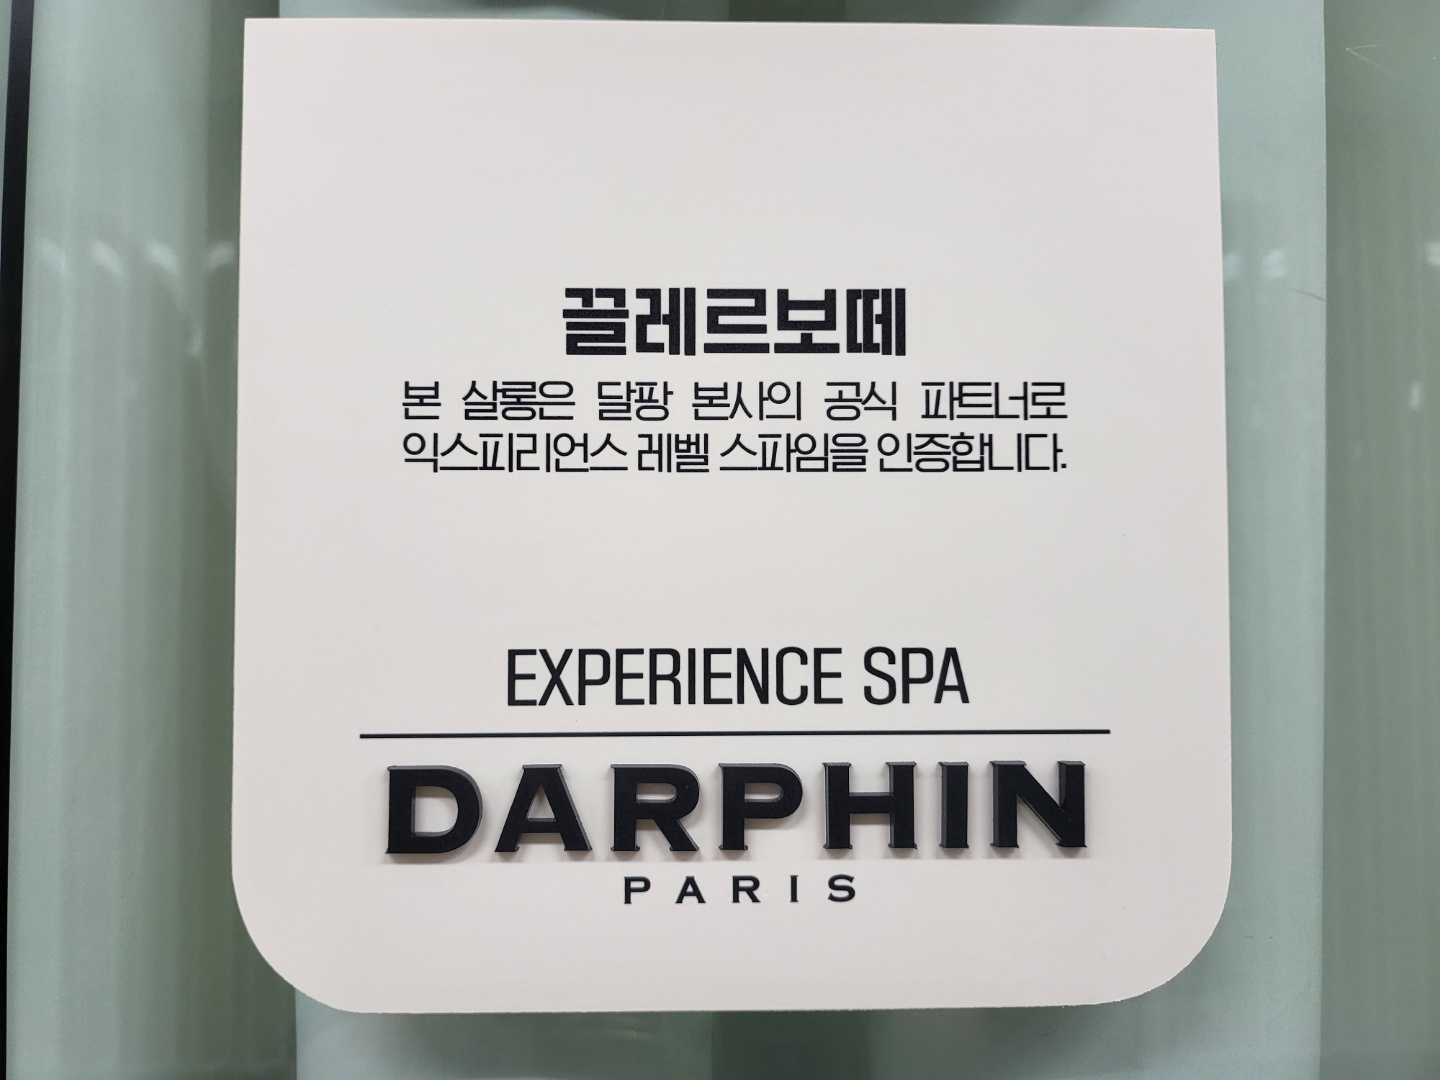 끌레르보떼
본 살롱은 달팡 본사의 공식 파트너로
익스피리언스 레벨 스파임을 인증합니다.
EXPERIENCE SPA
DARPHIN
PARIS